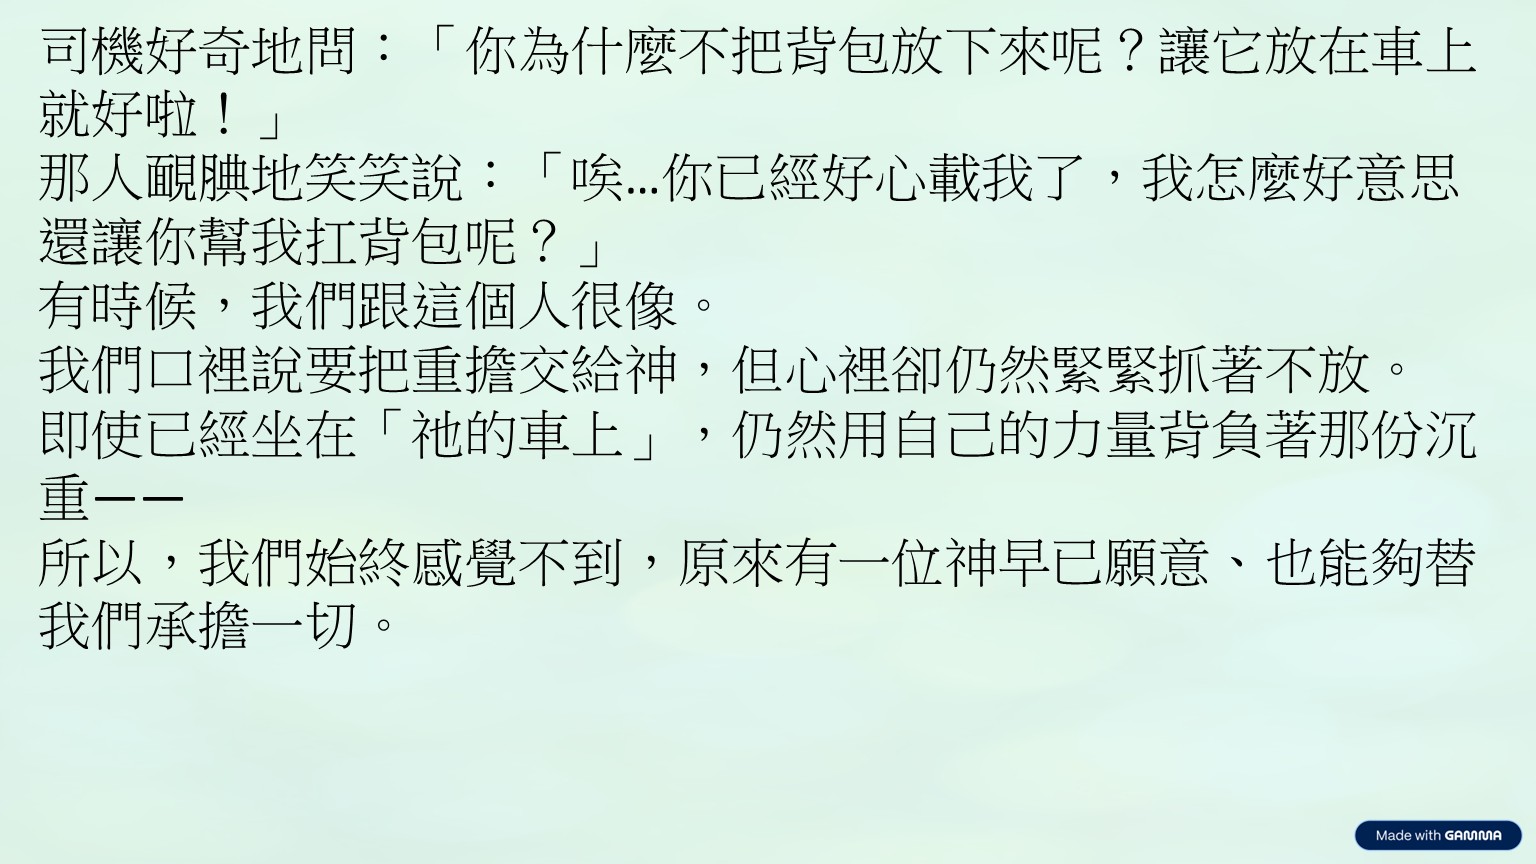 司機好奇地問：「你為什麼不把背包放下來呢？讓它放在車上
就好啦！」
那人靦腆地笑笑說：「唉...你已經好心載我了，我怎麼好意思
還讓你幫我扛背包呢？」
有時候，我們跟這個人很像。
我們口裡說要把重擔交給神，但心裡卻仍然緊緊抓著不放。
即使已經坐在「祂的車上」，仍然用自己的力量背負著那份沉
重——
所以，我們始終感覺不到，原來有一位神早已願意、也能夠替
我們承擔一切。
Made with GAMMA